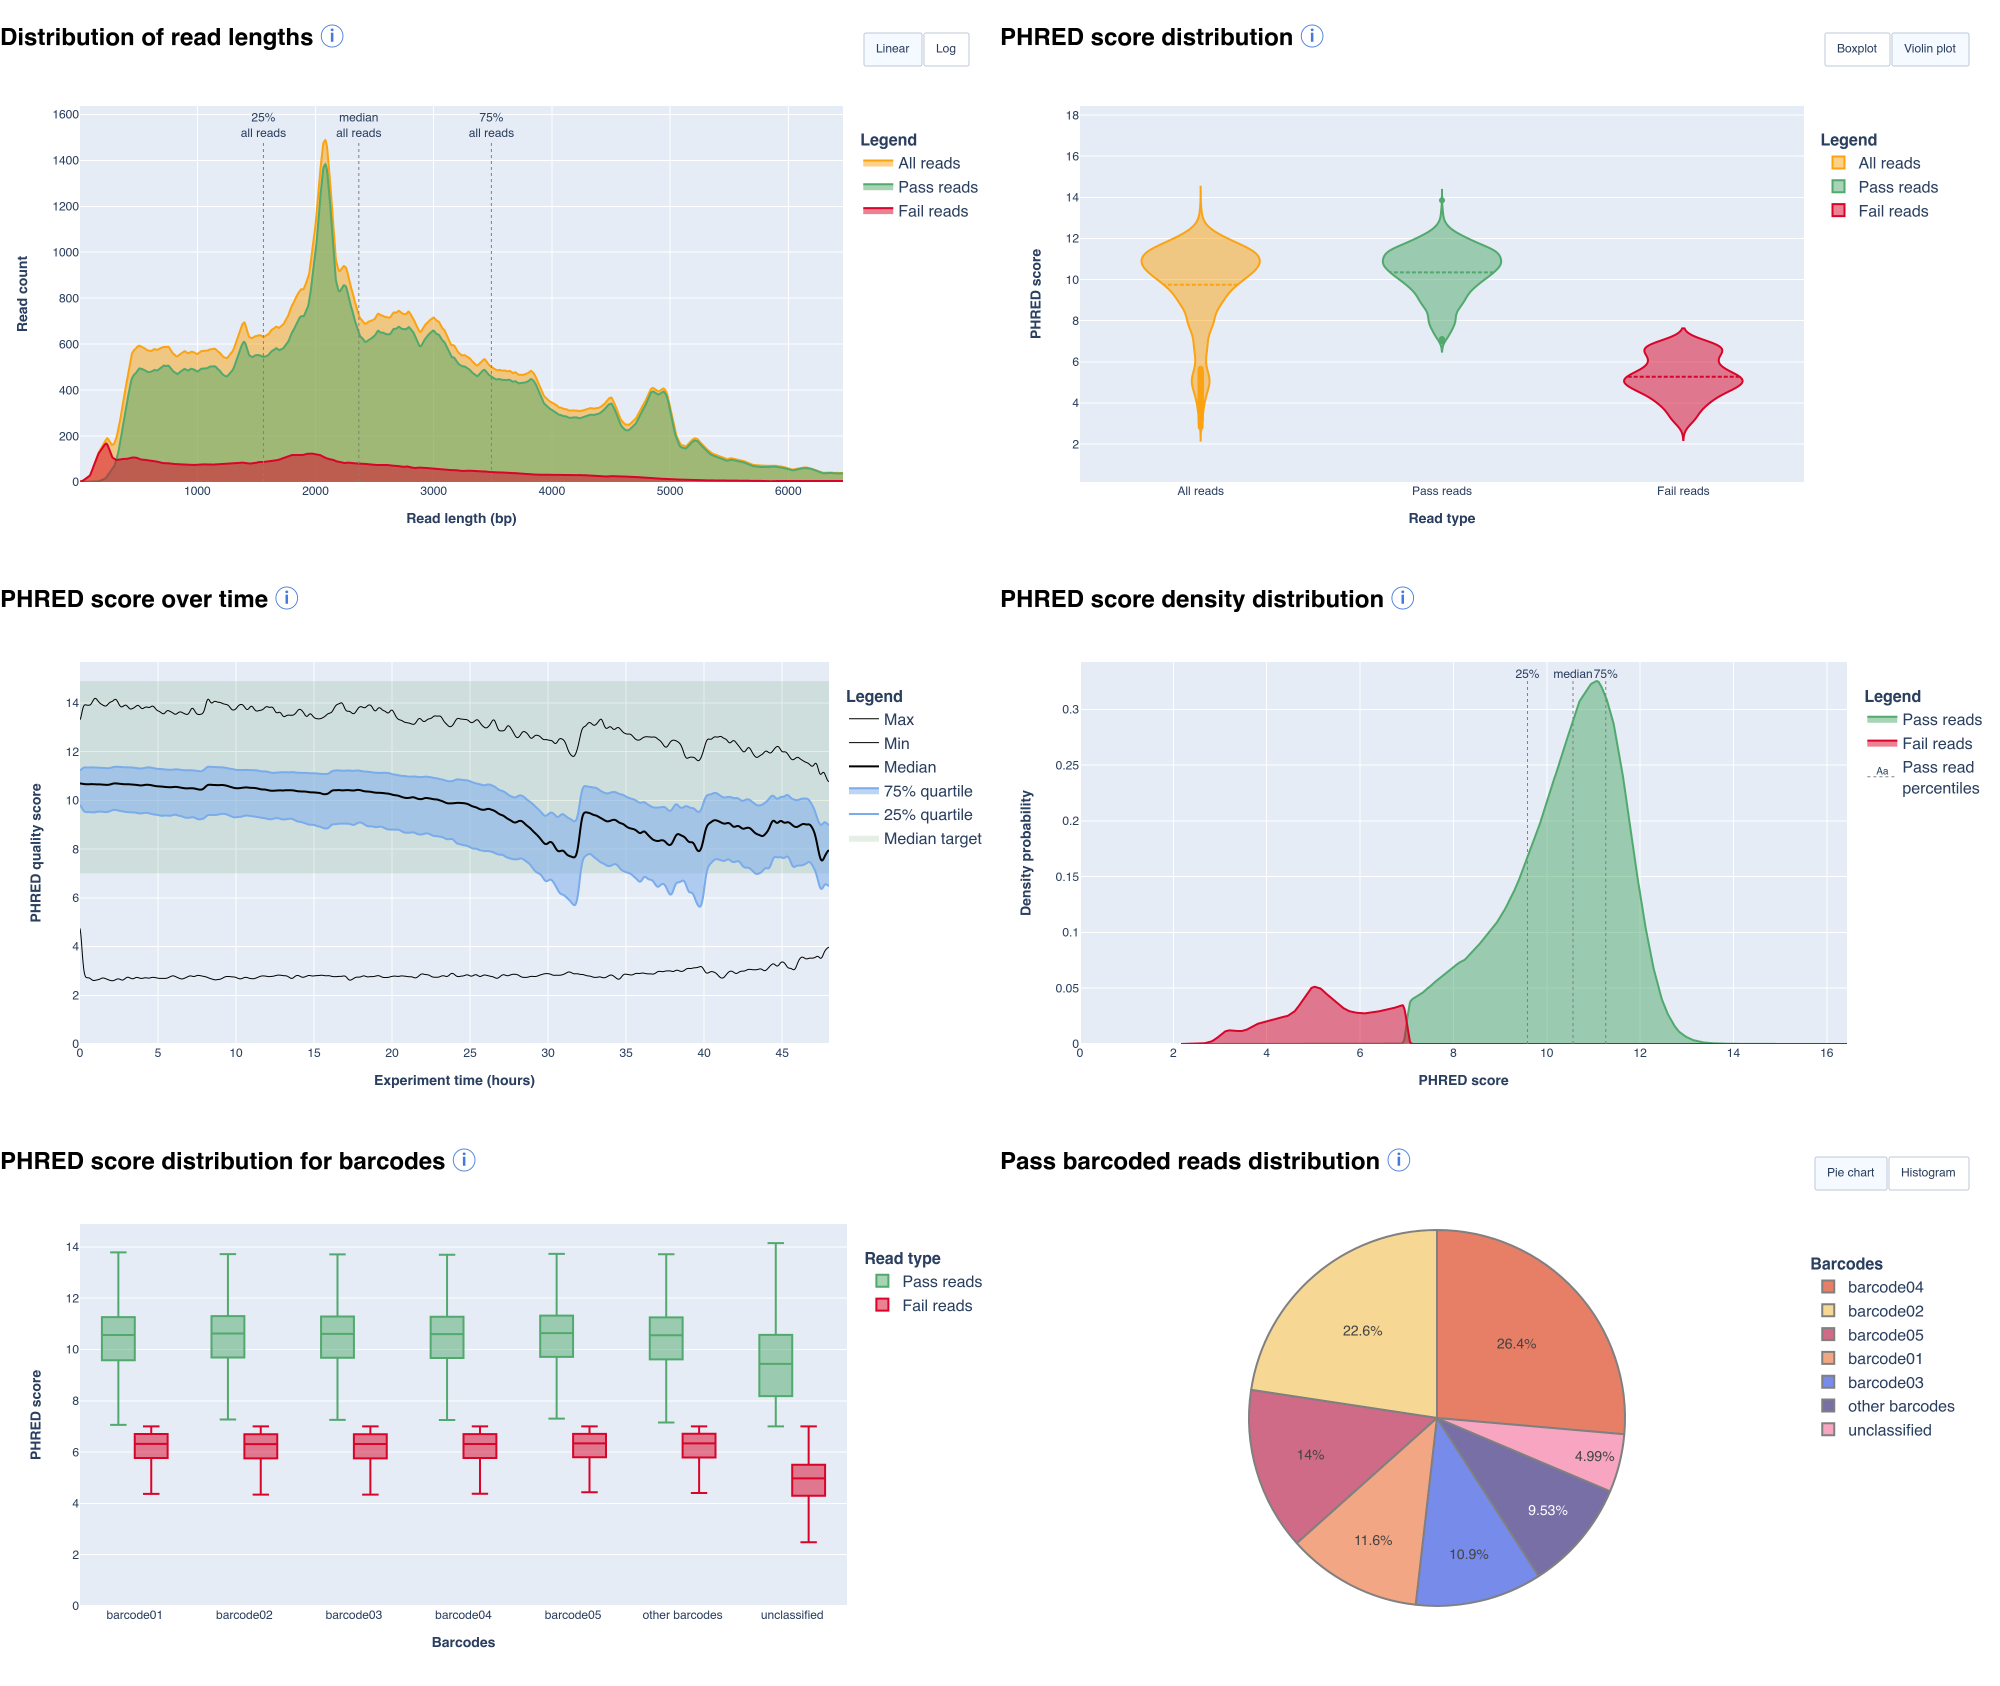 Distribution of read lengths i
Linear Log
1600
1400
1200
1000
800
600
400
200
0
Read count
25%
all reads
median
all reads
75%
all reads
1000 2000 3000 4000 5000 6000
Read length (bp)
Legend
All reads
Pass reads
Fail reads
PHRED score distribution i
Boxplot Violin plot
18
16
14
12
10
8
6
4
2
PHRED score
All reads Pass reads Fail reads
Read type
Legend
All reads
Pass reads
Fail reads
PHRED score over time i
14
12
10
8
6
4
2
0
PHRED quality score
0 5 10 15 20 25 30 35 40 45
Experiment time (hours)
Legend
Max
Min
Median
75% quartile
25% quartile
Median target
PHRED score density distribution i
25% median 75%
0.3
0.25
0.2
0.15
0.1
0.05
0
Density probability
0 2 4 6 8 10 12 14 16
PHRED score
Legend
Pass reads
Fail reads
Aa Pass read
percentiles
PHRED score distribution for barcodes i
14
12
10
8
6
4
2
0
PHRED score
barcode01 barcode02 barcode03 barcode04 barcode05 other barcodes unclassified
Barcodes
Read type
Pass reads
Fail reads
Pass barcoded reads distribution i
Pie chart Histogram
22.6%
26.4%
14%
4.99%
9.53%
11.6%
10.9%
Barcodes
barcode04
barcode02
barcode05
barcode01
barcode03
other barcodes
unclassified